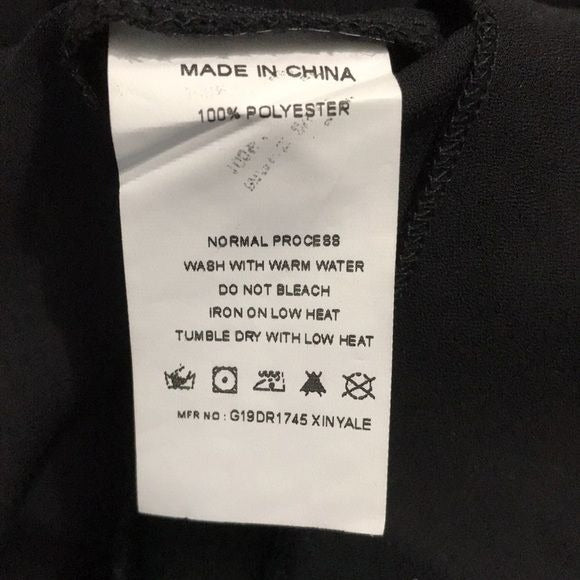 MADE IN CHINA
100% POLYESTER
NORMAL PROCESS
WASH WITH WARM WATER
DO NOT BLEACH
IRON ON LOW HEAT
TUMBLE DRY WITH LOW HEAT
MFR NO : G19DR1745 XINYALE